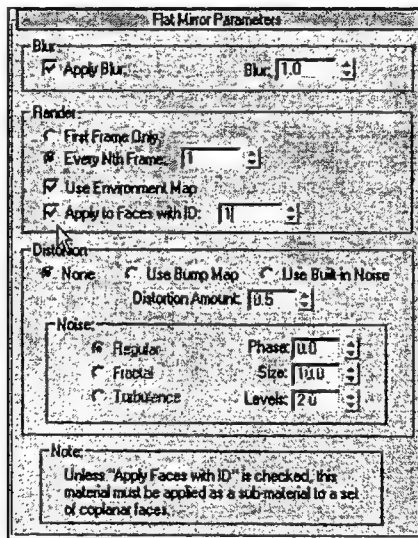 Flat Mirror Parameters
Blur:
Apply Blur Blur: 1.0
Render:
First Frame Only
Every Nth Frame: 1
Use Environment Map
Apply to Faces with ID: 1
Distortion
None Use Bump Map Use Built-in Noise
Distortion Amount: 0.5
Noise:
Regular Phase: 0.0
Fractal Size: 10.0
Turbulence Levels: 2.0
Note:
Unless "Apply Faces with ID" is checked, this
material must be applied as a sub-material to a set
of coplanar faces.